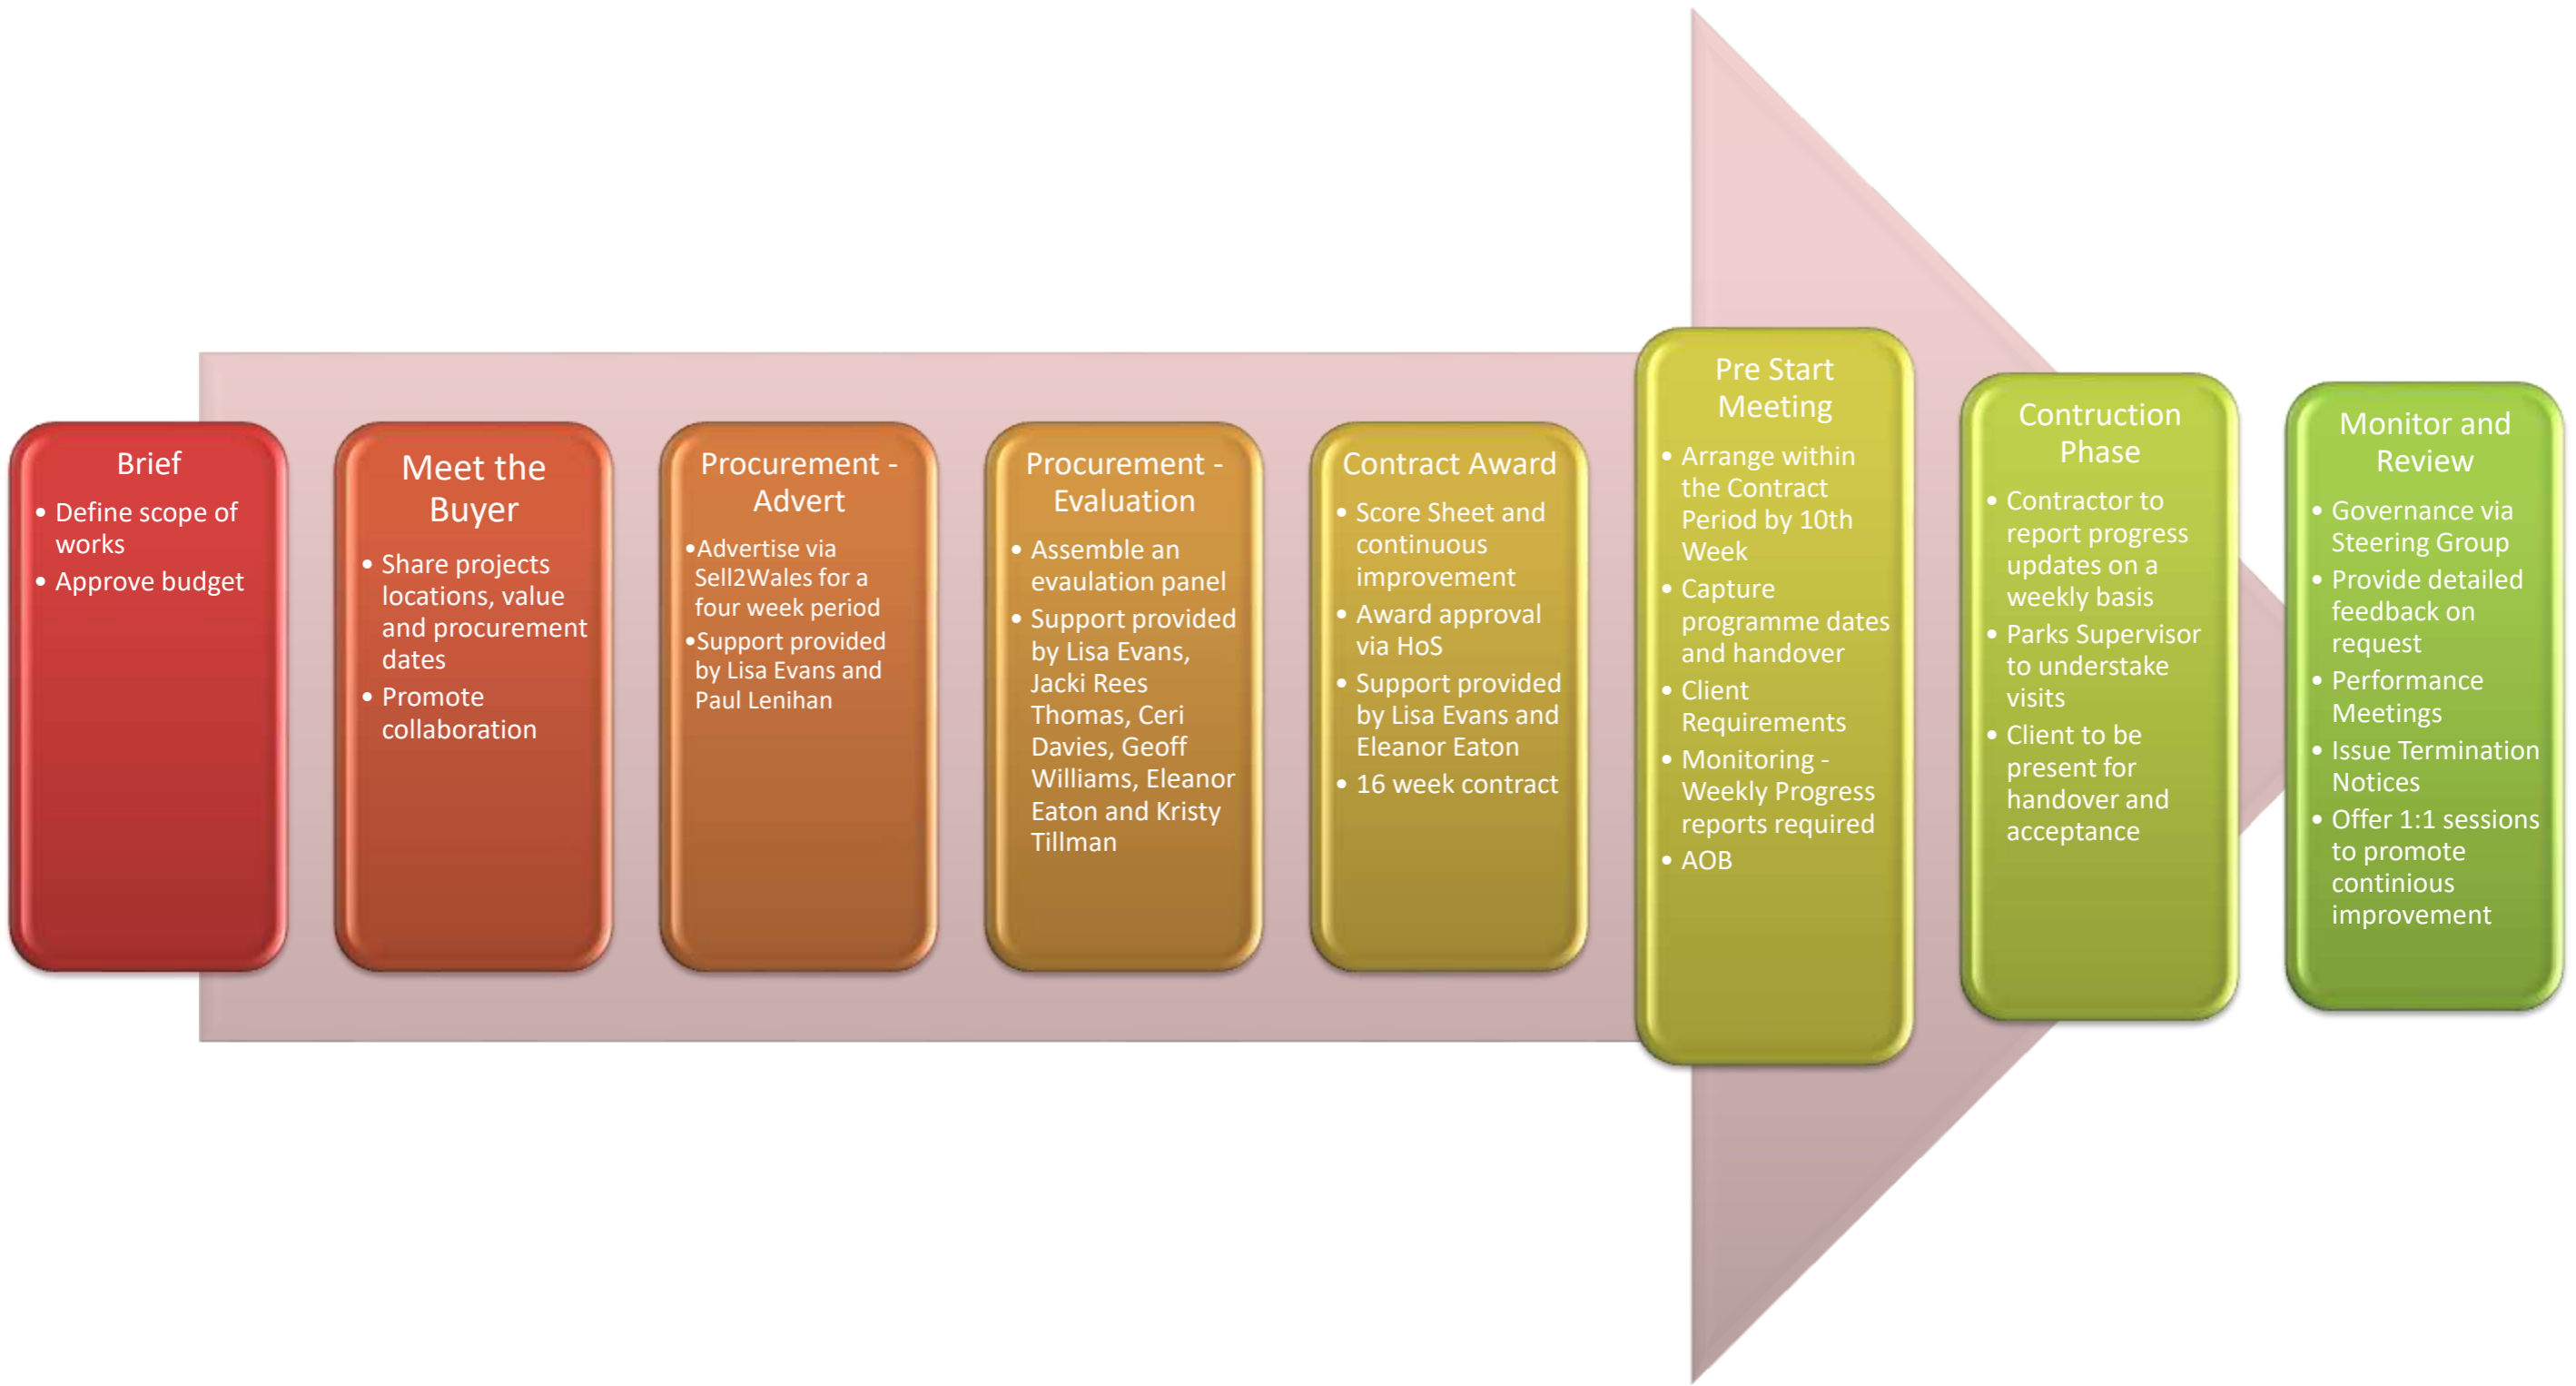 Brief
• Define scope of
works
• Approve budget
Meet the
Buyer
• Share projects
locations, value
and procurement
dates
• Promote
collaboration
Procurement -
Advert
•Advertise via
Sell2Wales for a
four week period
•Support provided
by Lisa Evans and
Paul Lenihan
Procurement -
Evaluation
• Assemble an
evaulation panel
• Support provided
by Lisa Evans,
Jacki Rees
Thomas, Ceri
Davies, Geoff
Williams, Eleanor
Eaton and Kristy
Tillman
Contract Award
• Score Sheet and
continuous
improvement
• Award approval
via HoS
• Support provided
by Lisa Evans and
Eleanor Eaton
• 16 week contract
Pre Start
Meeting
• Arrange within
the Contract
Period by 10th
Week
• Capture
programme dates
and handover
• Client
Requirements
• Monitoring -
Weekly Progress
reports required
• AOB
Contruction
Phase
• Contractor to
report progress
updates on a
weekly basis
• Parks Supervisor
to understake
visits
• Client to be
present for
handover and
acceptance
Monitor and
Review
• Governance via
Steering Group
• Provide detailed
feedback on
request
• Performance
Meetings
• Issue Termination
Notices
• Offer 1:1 sessions
to promote
continious
improvement